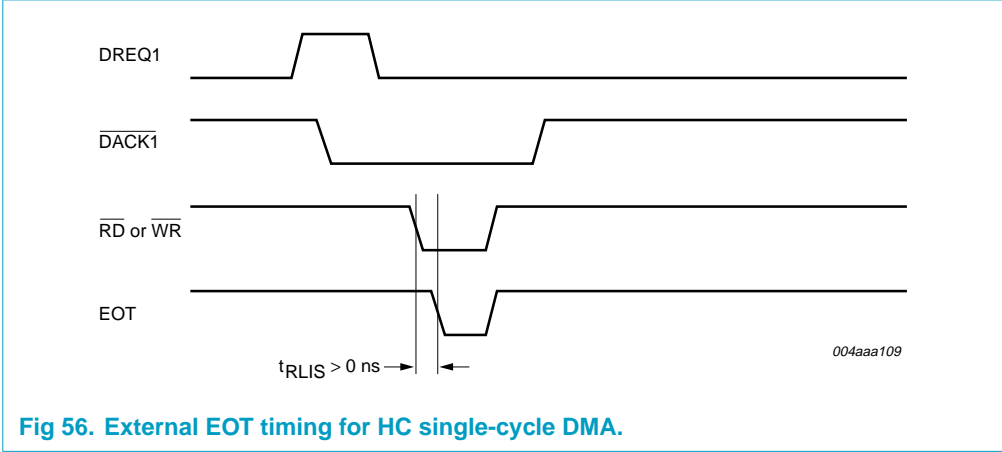 DREQ1
DACK1
RD or WR
EOT
tRLIS > 0 ns
004aaa109
Fig 56. External EOT timing for HC single-cycle DMA.